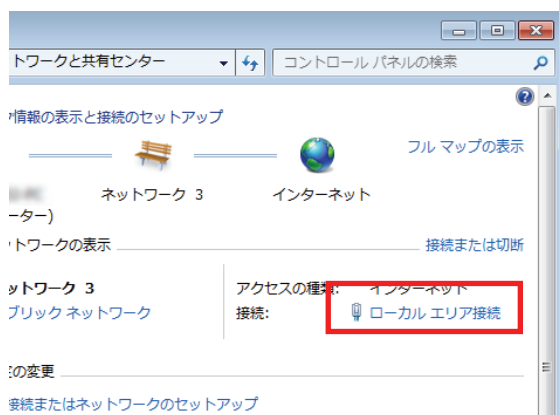 トワークと共有センター
コントロール パネルの検索
情報の表示と接続のセットアップ
フル マップの表示
ネットワーク 3
インターネット
ーター)
トワークの表示
接続または切断
ットワーク 3
アクセスの種類: インターネット
ブリック ネットワーク
接続: ローカル エリア接続
の変更
接続またはネットワークのセットアップ